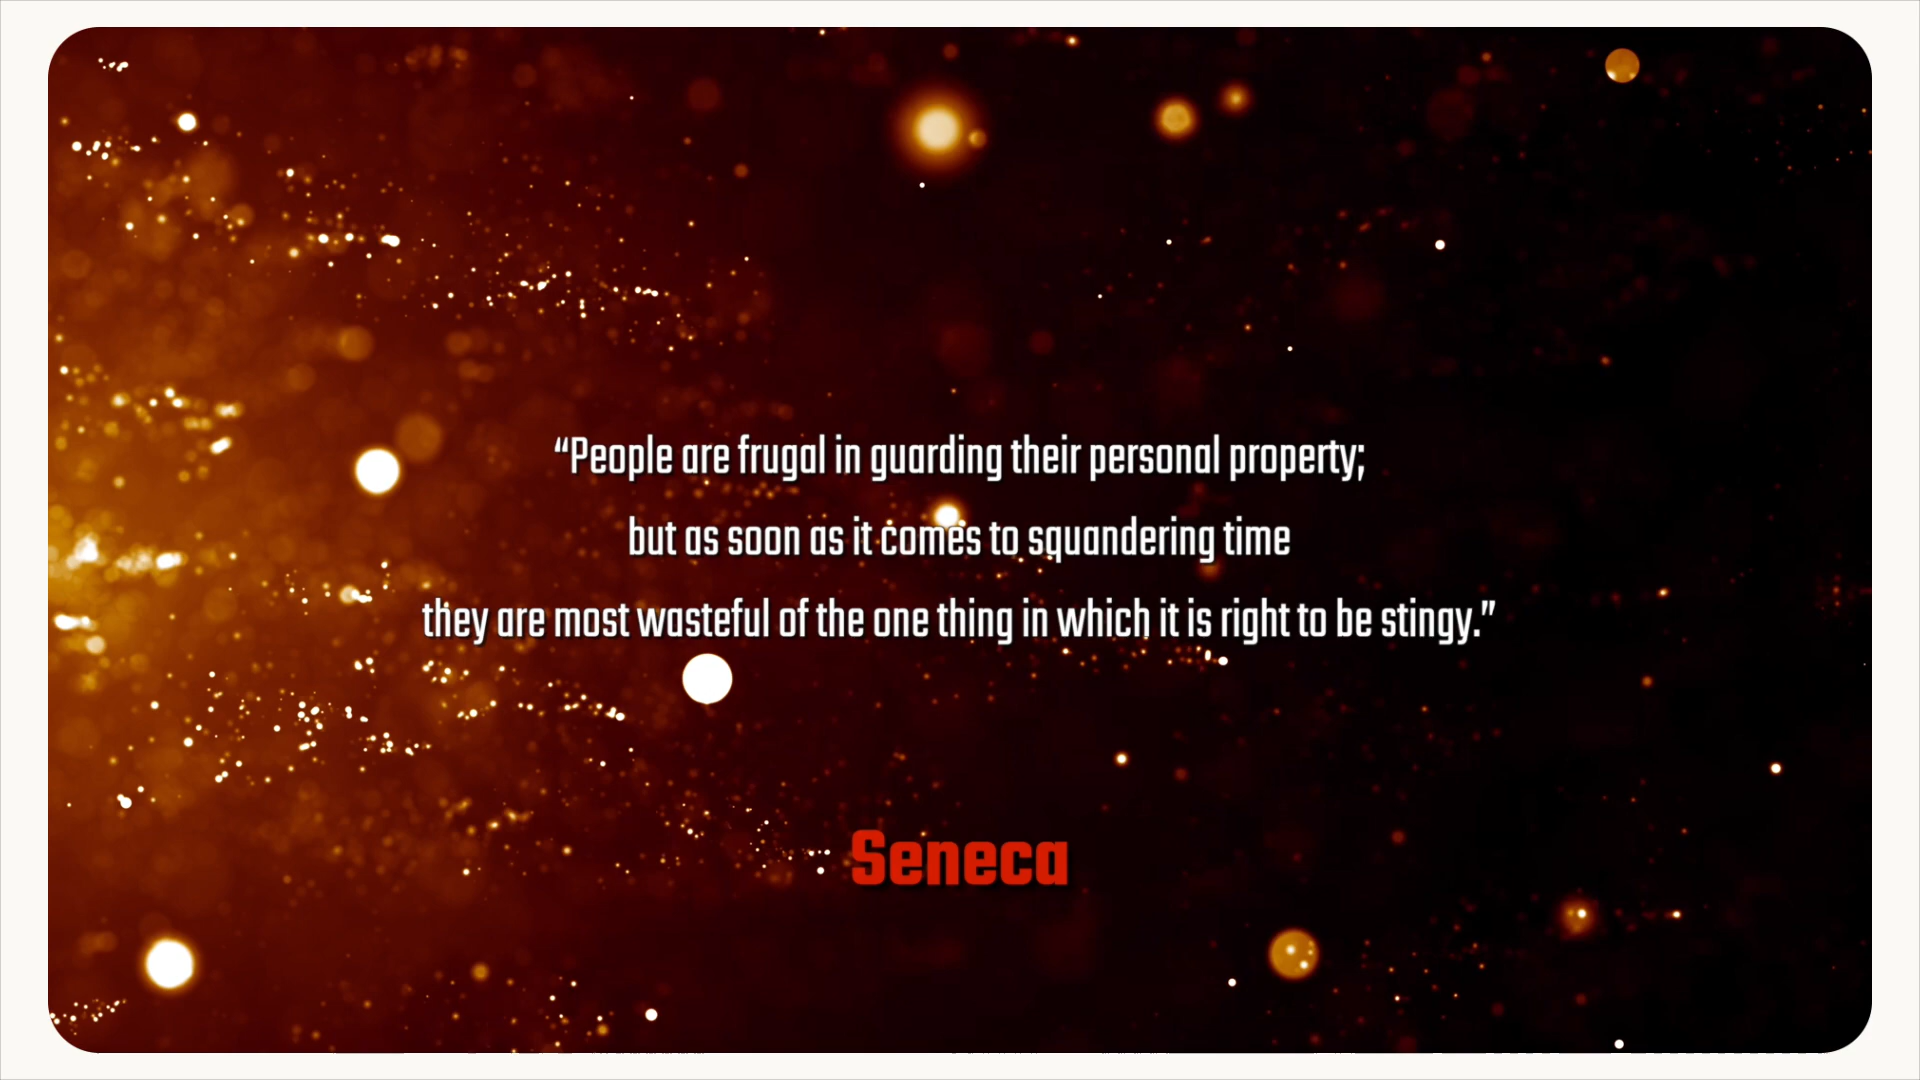 “People are frugal in guarding their personal property;
but as soon as it comes to squandering time
they are most wasteful of the one thing in which it is right to be stingy.”
Seneca